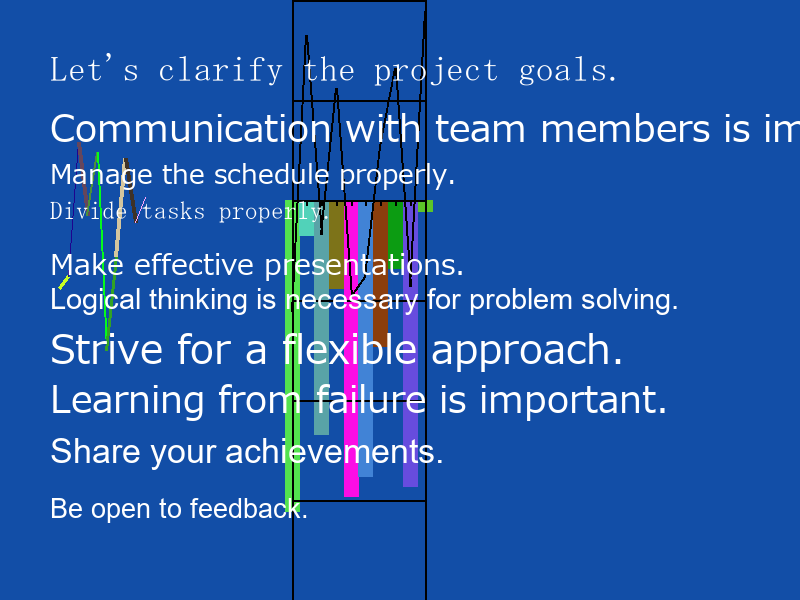 Let's clarify the project goals.
Communication with team members is im
Manage the schedule properly.
Divide tasks properly.
Make effective presentations.
Logical thinking is necessary for problem solving.
Strive for a flexible approach.
Learning from failure is important.
Share your achievements.
Be open to feedback.